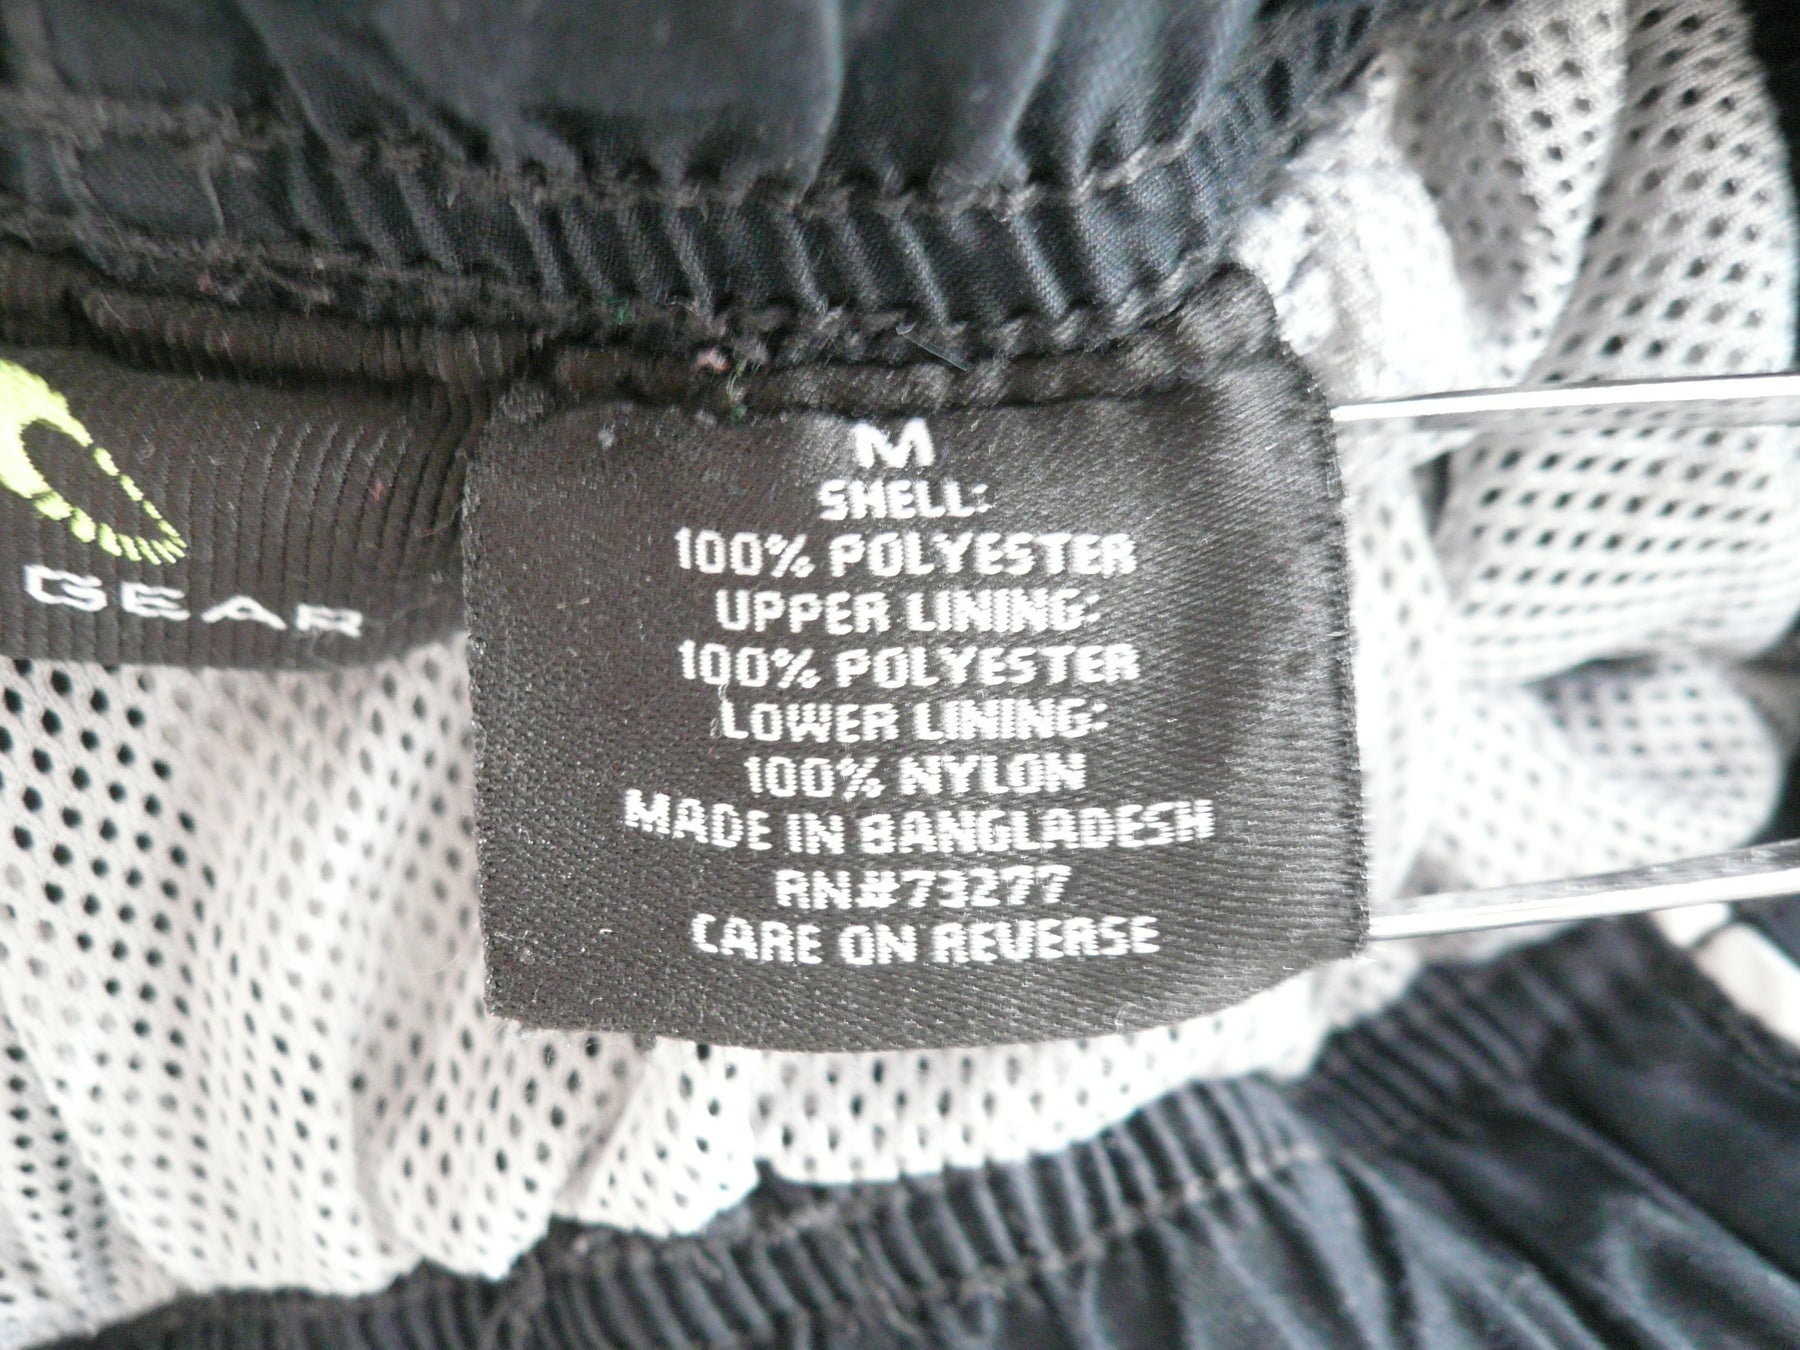 GEAR
M
SHELL:
100% POLYESTER
UPPER LINING:
100% POLYESTER
LOWER LINING:
100% NYLON
MADE IN BANGLADESH
RN#73277
CARE ON REVERSE